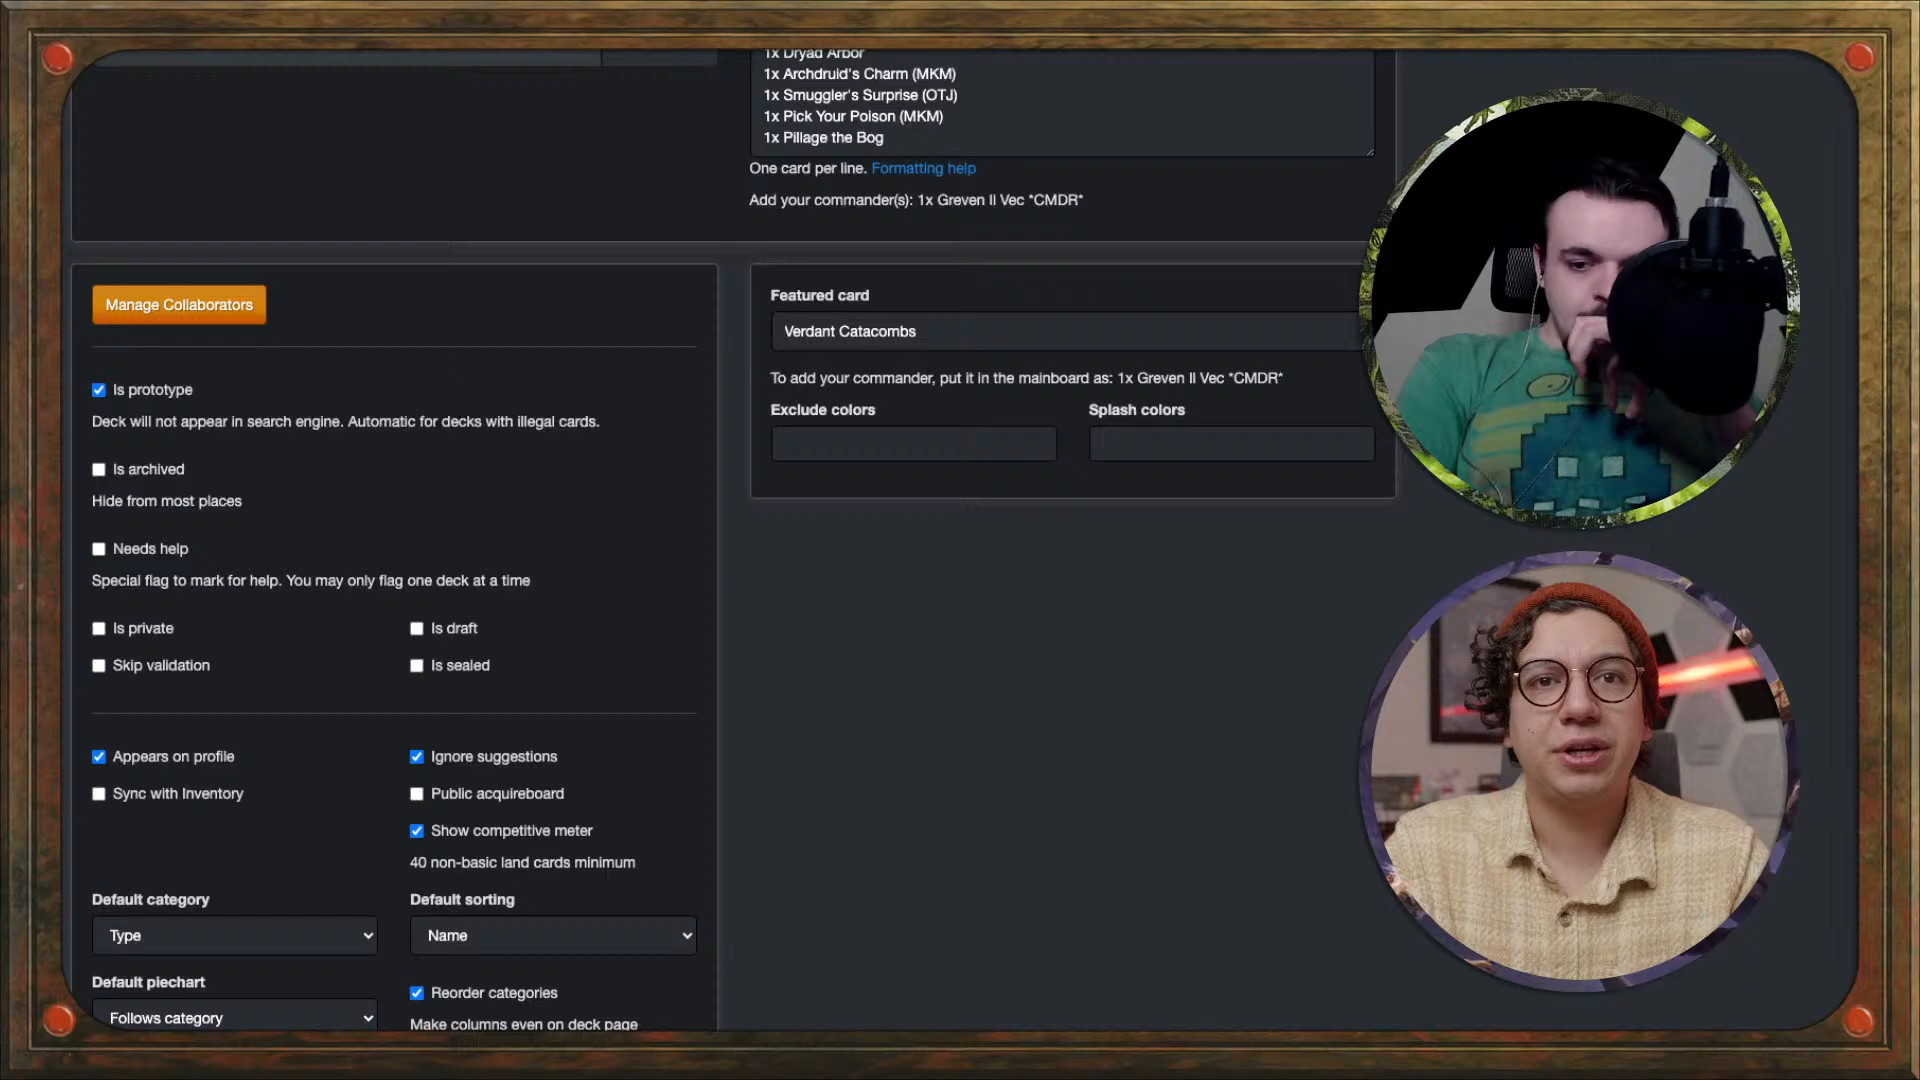 1x Dryad Arbor
1x Archdruid's Charm (MKM)
1x Smuggler's Surprise (OTJ)
1x Pick Your Poison (MKM)
1x Pillage the Bog
One card per line. Formatting help
Add your commander(s): 1x Greven Il Vec *CMDR*
Manage Collaborators
Is prototype
Deck will not appear in search engine. Automatic for decks with illegal cards.
Is archived
Hide from most places
Needs help
Special flag to mark for help. You may only flag one deck at a time
Is private
Is draft
Skip validation
Is sealed
Appears on profile
Ignore suggestions
Sync with Inventory
Public acquireboard
Show competitive meter
40 non-basic land cards minimum
Default category
Default sorting
Type
Name
Default piechart
Reorder categories
Follows category
Make columns even on deck page
Featured card
Verdant Catacombs
To add your commander, put it in the mainboard as: 1x Greven Il Vec *CMDR*
Exclude colors
Splash colors